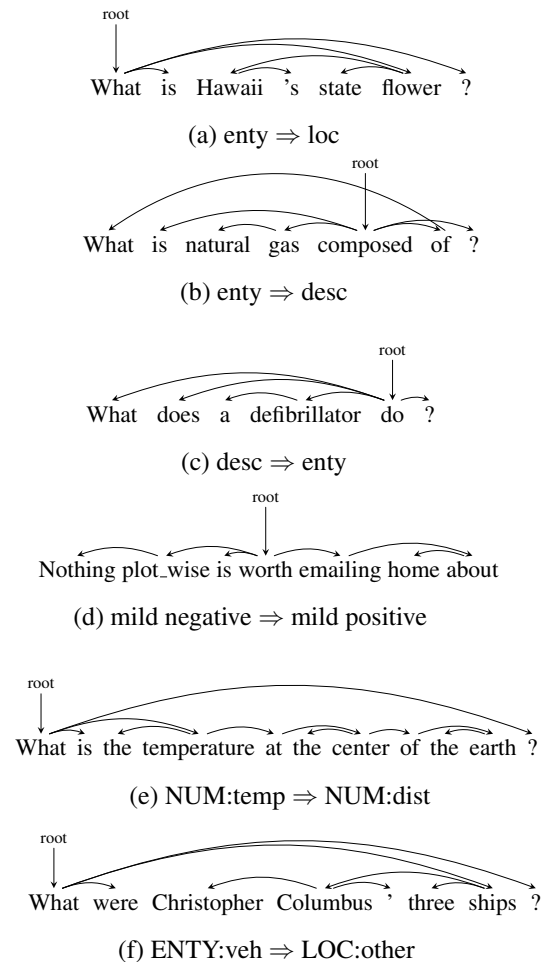 root
What is Hawaii 's state flower ?
(a) enty ⇒ loc
root
What is natural gas composed of ?
(b) enty ⇒ desc
root
What does a defibrillator do ?
(c) desc ⇒ enty
root
Nothing plot_wise is worth emailing home about
(d) mild negative ⇒ mild positive
root
What is the temperature at the center of the earth ?
(e) NUM:temp ⇒ NUM:dist
root
What were Christopher Columbus ' three ships ?
(f) ENTY:veh ⇒ LOC:other